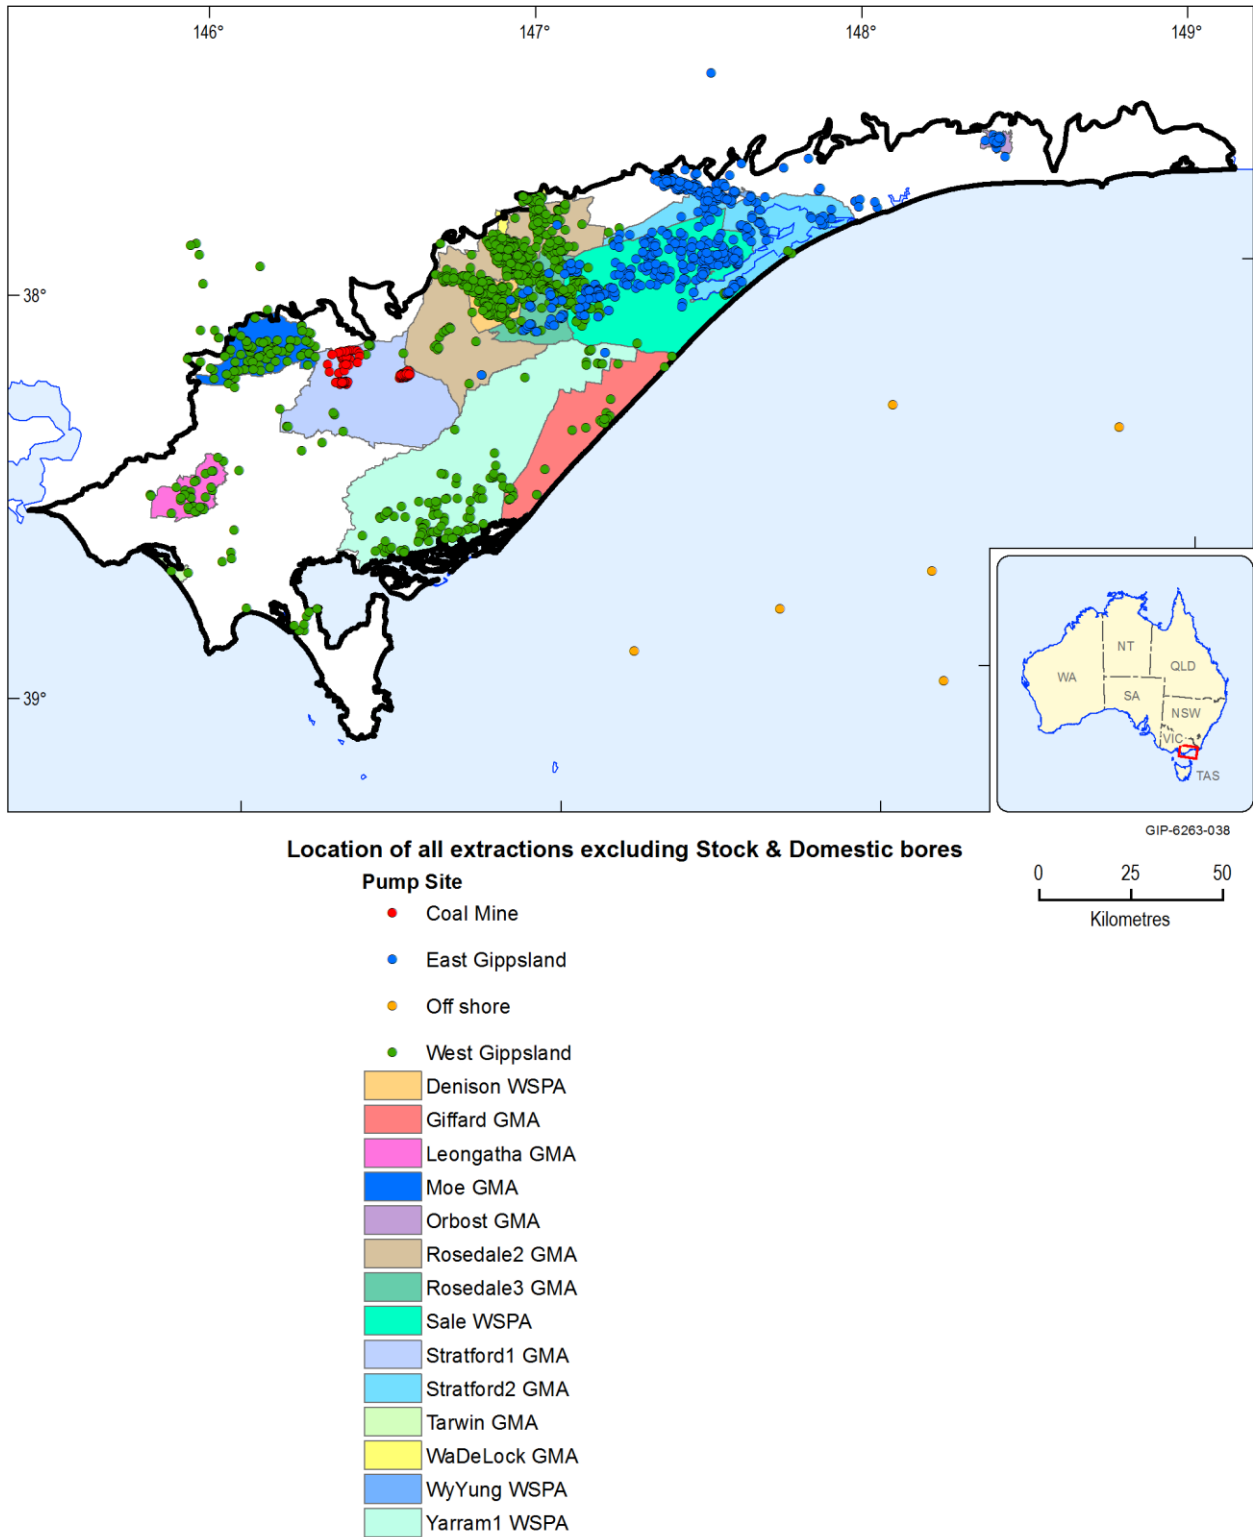 146°
147°
148°
149°
38°
39°
NT
QLD
WA
SA
NSW
VIC
TAS
GIP-6263-038
Location of all extractions excluding Stock & Domestic bores
Pump Site
0 25 50
Kilometres
Coal Mine
East Gippsland
Off shore
West Gippsland
Denison WSPA
Giffard GMA
Leongatha GMA
Moe GMA
Orbost GMA
Rosedale2 GMA
Rosedale3 GMA
Sale WSPA
Stratford1 GMA
Stratford2 GMA
Tarwin GMA
WaDeLock GMA
WyYung WSPA
Yarram1 WSPA